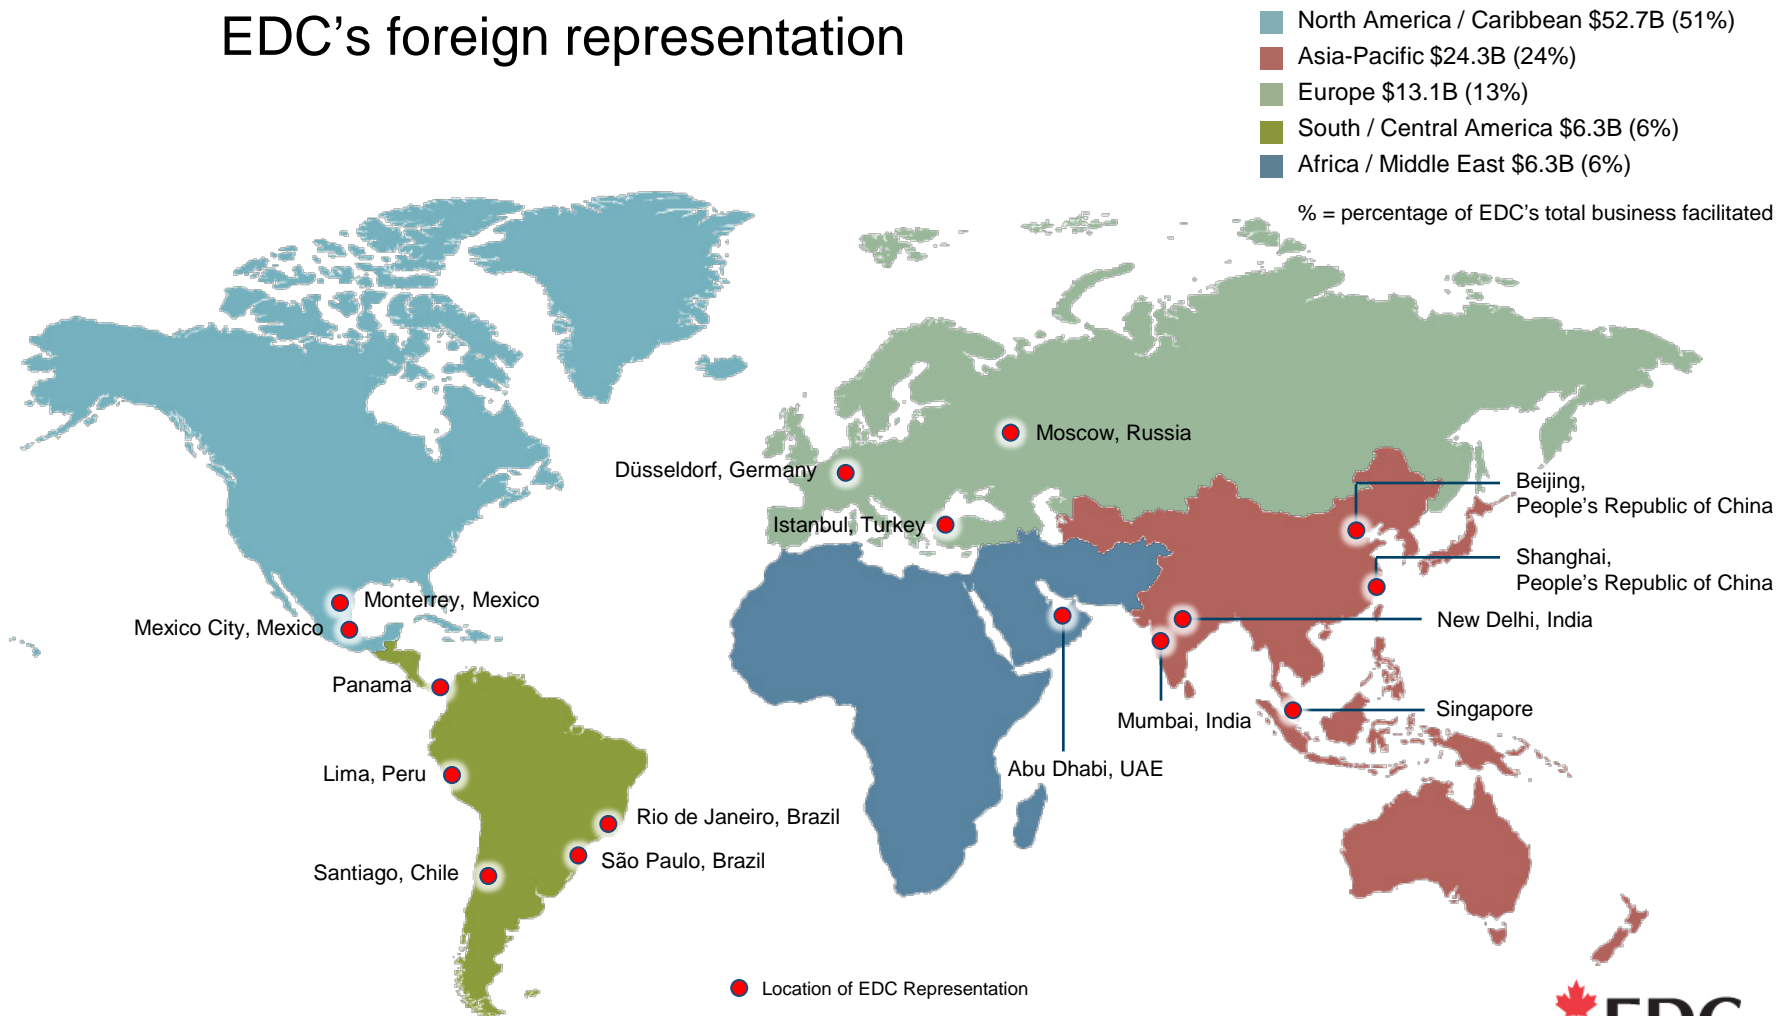 EDC’s foreign representation
North America / Caribbean $52.7B (51%)
Asia-Pacific $24.3B (24%)
Europe $13.1B (13%)
South / Central America $6.3B (6%)
Africa / Middle East $6.3B (6%)
% = percentage of EDC’s total business facilitated
Moscow, Russia
Düsseldorf, Germany
Istanbul, Turkey
Beijing,
People’s Republic of China
Shanghai,
People’s Republic of China
Monterrey, Mexico
Mexico City, Mexico
New Delhi, India
Panama
Mumbai, India
Singapore
Abu Dhabi, UAE
Lima, Peru
Rio de Janeiro, Brazil
São Paulo, Brazil
Santiago, Chile
Location of EDC Representation
EDC